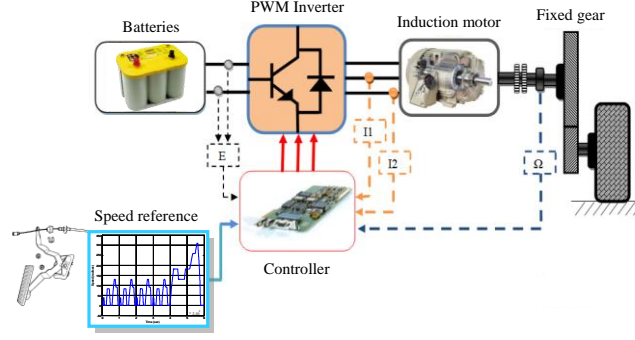 PWM Inverter
Batteries
Induction motor
Fixed gear
E
I1
I2
Ω
Speed reference
Controller